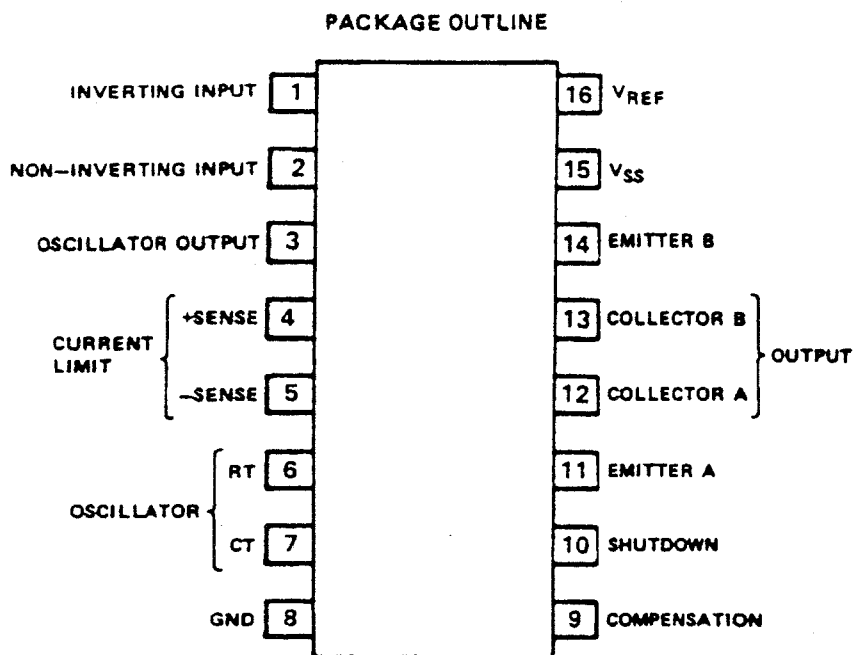 PACKAGE OUTLINE
INVERTING INPUT 1
NON–INVERTING INPUT 2
OSCILLATOR OUTPUT 3
CURRENT LIMIT
+SENSE 4
–SENSE 5
OSCILLATOR
RT 6
CT 7
GND 8
16 VREF
15 VSS
14 EMITTER B
13 COLLECTOR B
12 COLLECTOR A
OUTPUT
11 EMITTER A
10 SHUTDOWN
9 COMPENSATION